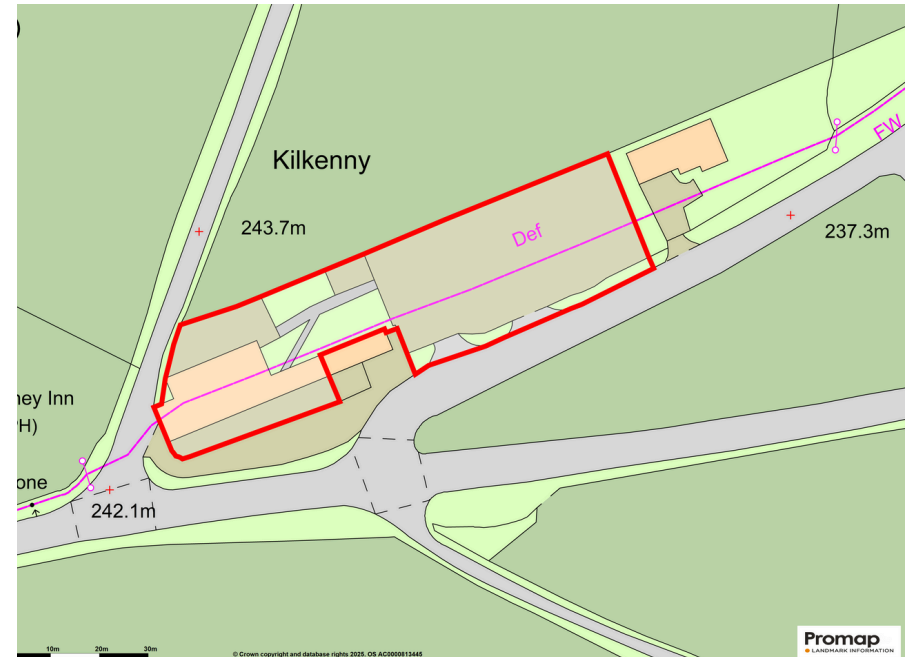 Kilkenny
243.7m
Def
FW
237.3m
ney Inn
PH)
one
242.1m
10m 20m 30m
© Crown copyright and database rights 2025. OS AC0000813445
Promap
LANDMARK INFORMATION